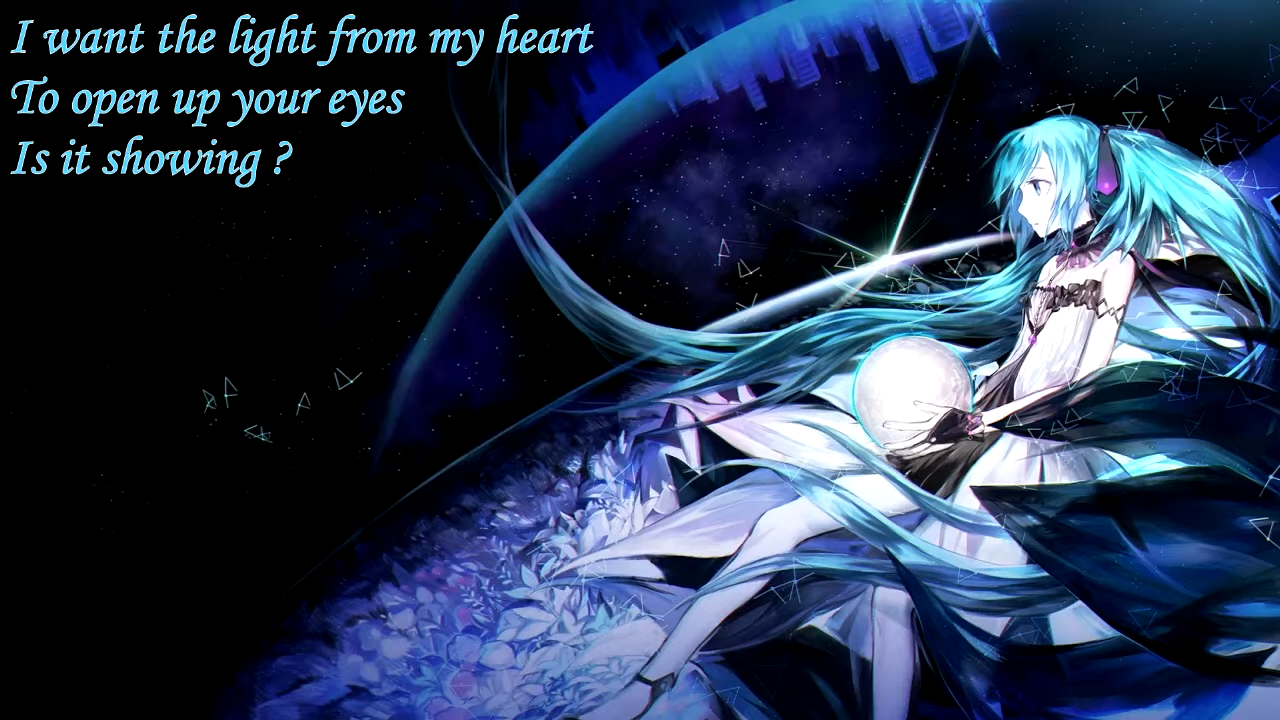 I want the light from my heart
To open up your eyes
Is it showing ?